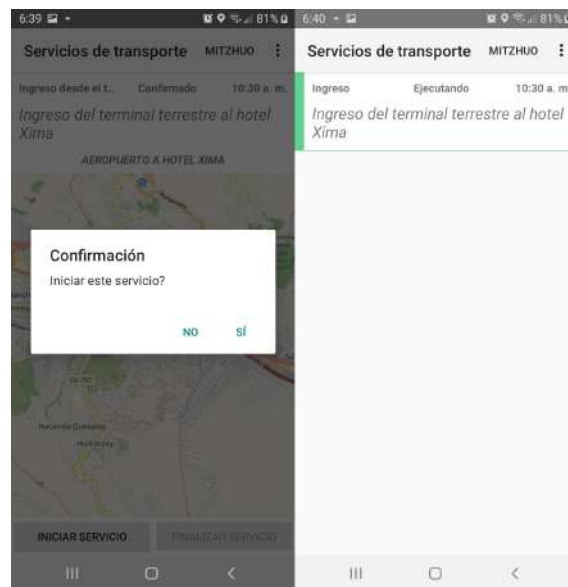 6:39
81%
Servicios de transporte MITZHUO
Ingreso desde el t.. Confirmado 10:30 a. m.
Ingreso del terminal terrestre al hotel
Xima
AEROPUERTO A HOTEL XIMA
Confirmación
Iniciar este servicio?
NO SÍ
Huatanay
INICIAR SERVICIO FINALIZAR SERVICIO
6:40
81%
Servicios de transporte MITZHUO
Ingreso Ejecutando 10:30 a. m
Ingreso del terminal terrestre al hotel
Xima